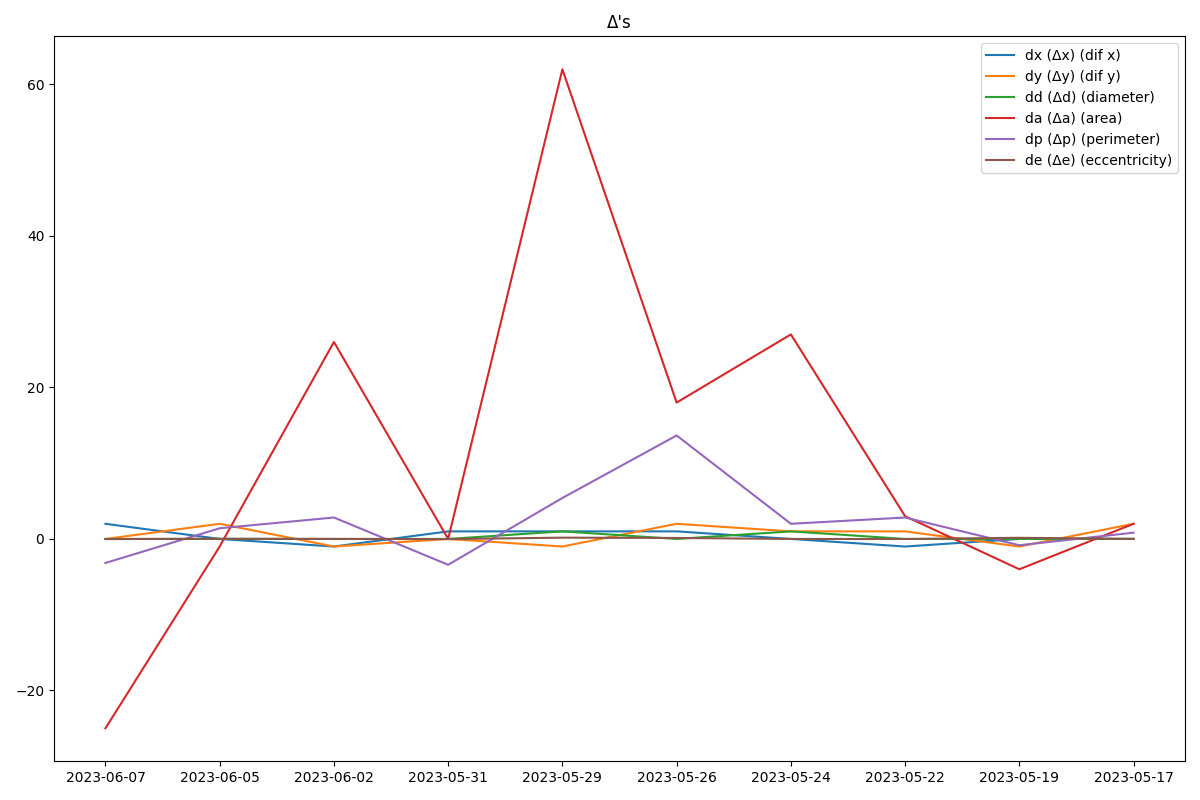 Δ's
dx (Δx) (dif x)
dy (Δy) (dif y)
dd (Δd) (diameter)
da (Δa) (area)
dp (Δp) (perimeter)
de (Δe) (eccentricity)
60
40
20
0
−20
2023-06-07 2023-06-05 2023-06-02 2023-05-31 2023-05-29 2023-05-26 2023-05-24 2023-05-22 2023-05-19 2023-05-17